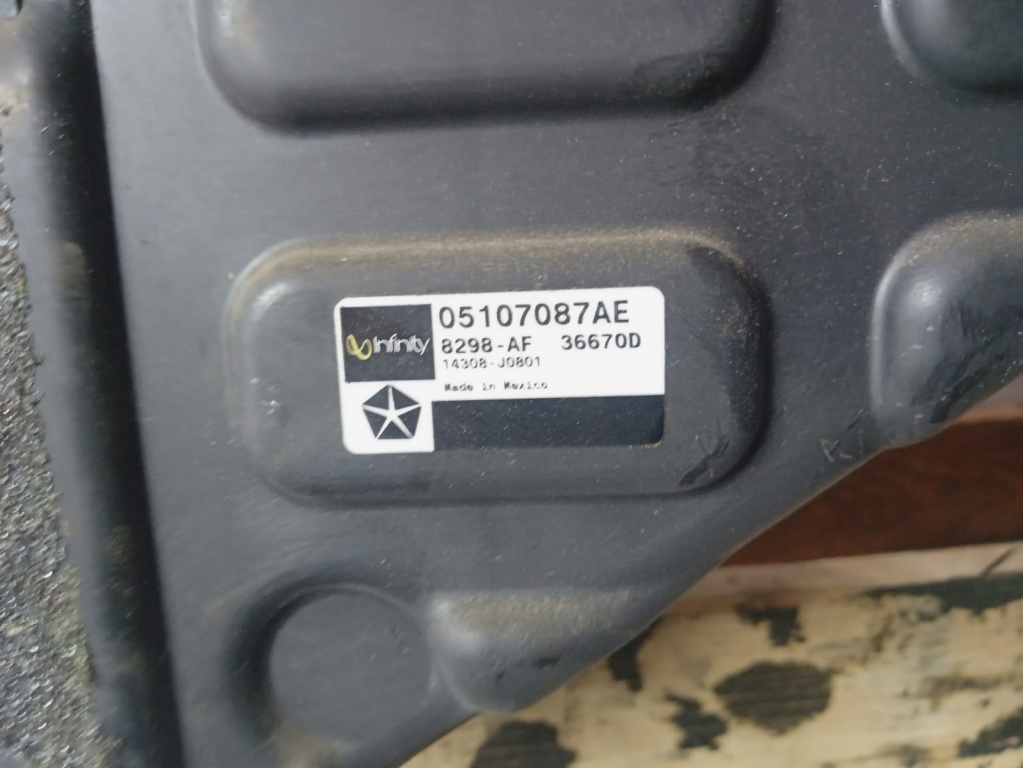 05107087AE
Infinity
8298-AF 36670D
14308-J0801
Made in Mexico